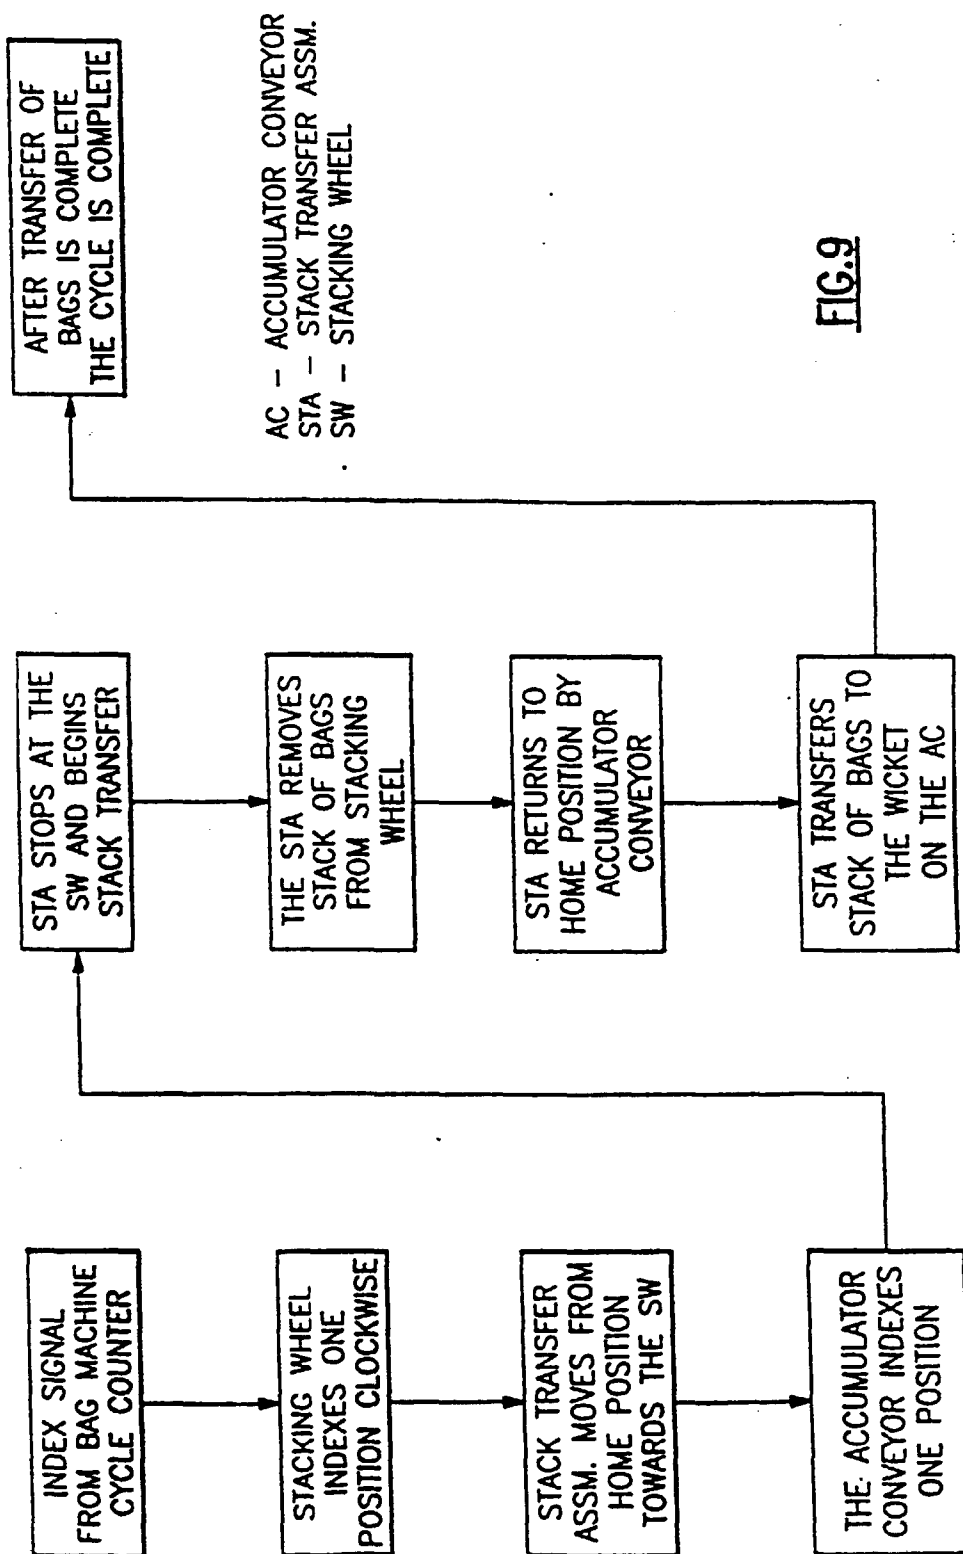 INDEX SIGNAL
FROM BAG MACHINE
CYCLE COUNTER
STACKING WHEEL
INDEXES ONE
POSITION CLOCKWISE
STACK TRANSFER
ASSM. MOVES FROM
HOME POSITION
TOWARDS THE SW
THE ACCUMULATOR
CONVEYOR INDEXES
ONE POSITION
STA STOPS AT THE
SW AND BEGINS
STACK TRANSFER
THE STA REMOVES
STACK OF BAGS
FROM STACKING
WHEEL
STA RETURNS TO
HOME POSITION BY
ACCUMULATOR
CONVEYOR
STA TRANSFERS
STACK OF BAGS TO
THE WICKET
ON THE AC
AFTER TRANSFER OF
BAGS IS COMPLETE
THE CYCLE IS COMPLETE
AC – ACCUMULATOR CONVEYOR
STA – STACK TRANSFER ASSM.
SW – STACKING WHEEL
FIG.9